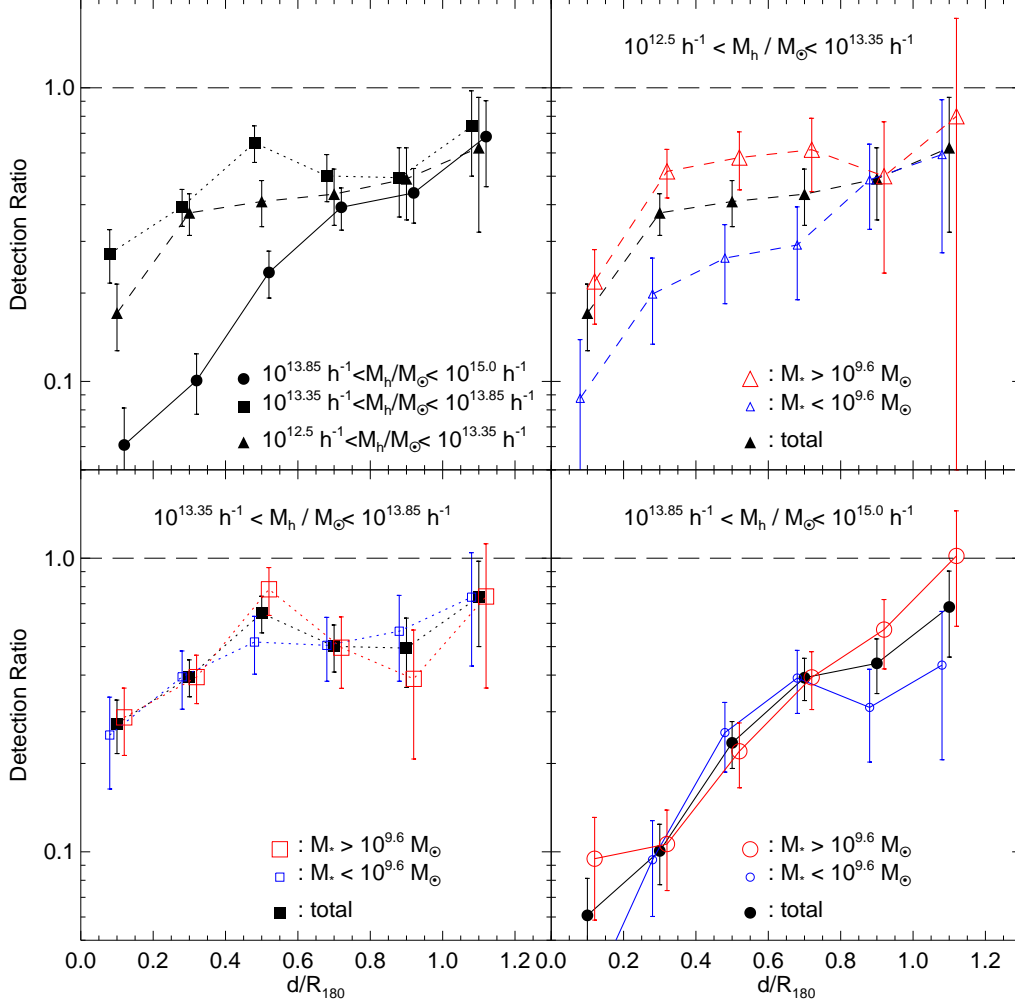 10^12.5 h^-1 < M_h / M_☉ < 10^13.35 h^-1
1.0
Detection Ratio
0.1
10^13.85 h^-1 <M_h/M_☉ < 10^15.0 h^-1
10^13.35 h^-1 <M_h/M_☉ < 10^13.85 h^-1
10^12.5 h^-1 <M_h/M_☉ < 10^13.35 h^-1
: M_* > 10^9.6 M_☉
: M_* < 10^9.6 M_☉
: total
10^13.35 h^-1 < M_h / M_☉ < 10^13.85 h^-1
10^13.85 h^-1 < M_h / M_☉ < 10^15.0 h^-1
1.0
Detection Ratio
0.1
: M_* > 10^9.6 M_☉
: M_* < 10^9.6 M_☉
: total
: M_* > 10^9.6 M_☉
: M_* < 10^9.6 M_☉
: total
0.0 0.2 0.4 0.6 0.8 1.0 1.2
0.0 0.2 0.4 0.6 0.8 1.0 1.2
d/R_180
d/R_180